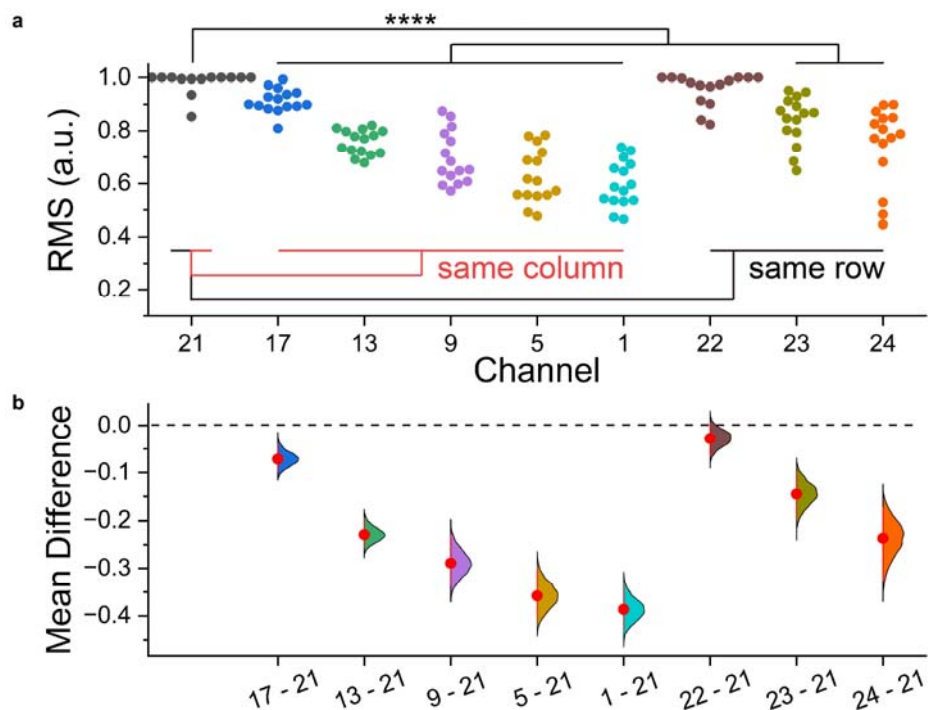 a
****
RMS (a.u.)
1.0
0.8
0.6
0.4
0.2
same column
same row
21 17 13 9 5 1 22 23 24
Channel
b
Mean Difference
0.0
−0.1
−0.2
−0.3
−0.4
17 - 21 13 - 21 9 - 21 5 - 21 1 - 21 22 - 21 23 - 21 24 - 21